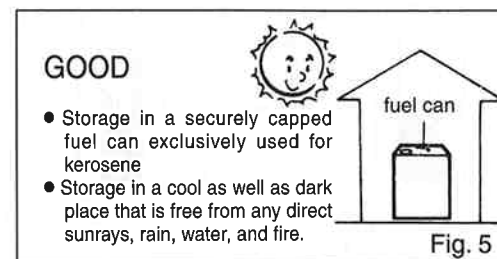 GOOD
● Storage in a securely capped
fuel can exclusively used for
kerosene
● Storage in a cool as well as dark
place that is free from any direct
sunrays, rain, water, and fire.
fuel can
Fig. 5